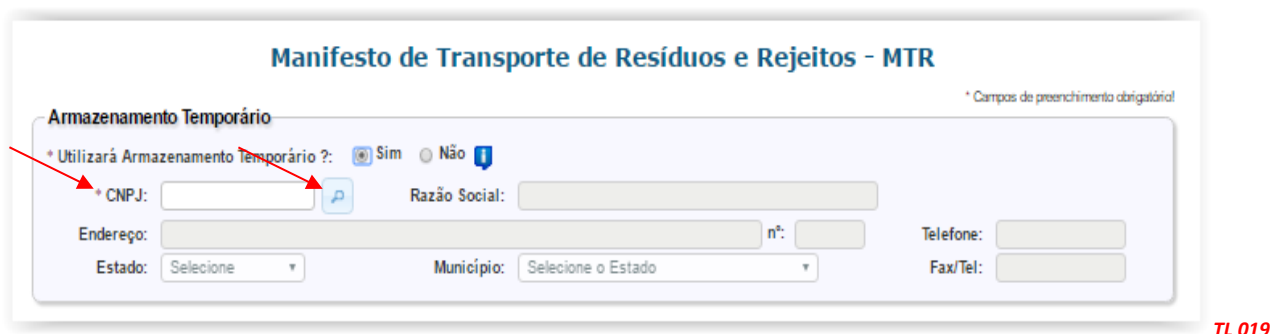 Manifesto de Transporte de Resíduos e Rejeitos - MTR
* Campos de preenchimento obrigatório!
Armazenamento Temporário
* Utilizará Armazenamento Temporário ?: Sim Não
* CNPJ: Razão Social:
Endereço: nº: Telefone:
Estado: Selecione Município: Selecione o Estado Fax/Tel:
TL 019